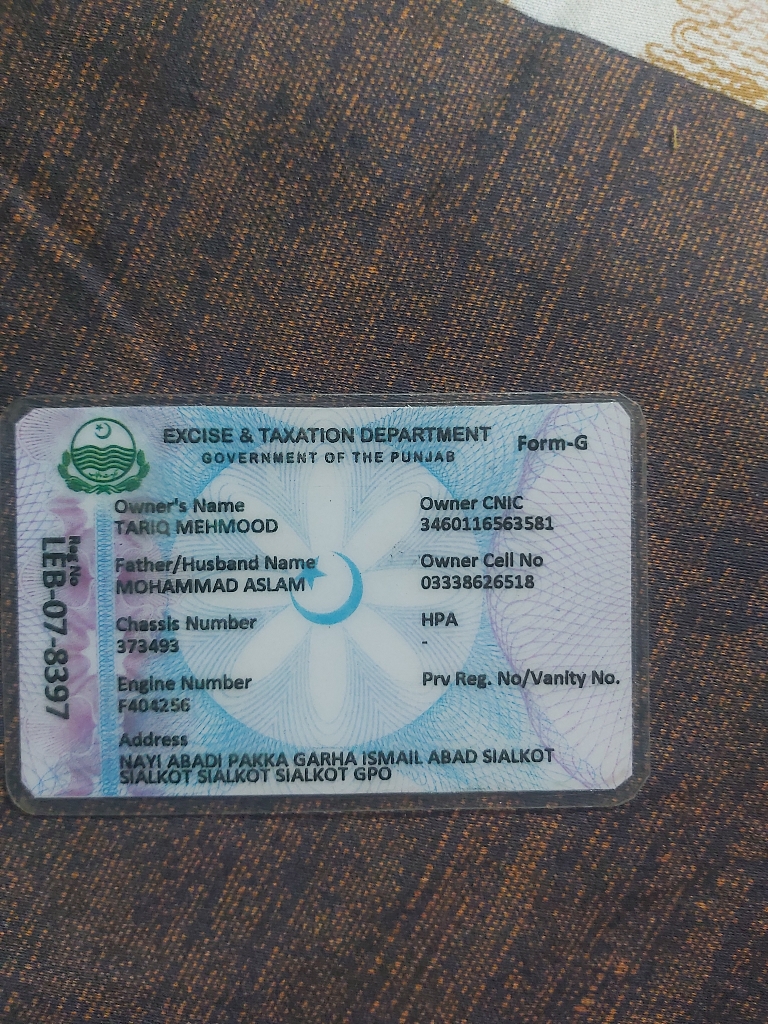 EXCISE & TAXATION DEPARTMENT
GOVERNMENT OF THE PUNJAB
Form-G
Reg No
LEB-07-8397
Owner's Name
TARIQ MEHMOOD
Owner CNIC
3460116563581
Father/Husband Name
MOHAMMAD ASLAM
Owner Cell No
03338626518
Chassis Number
373493
HPA
-
Engine Number
F404256
Prv Reg. No/Vanity No.
Address
NAYI ABADI PAKKA GARHA ISMAIL ABAD SIALKOT
SIALKOT SIALKOT SIALKOT GPO